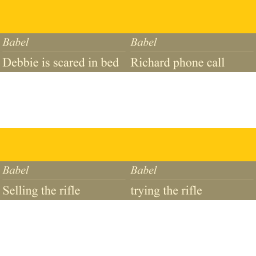 Babel Babel
Debbie is scared in bed Richard phone call
Babel Babel
Selling the rifle trying the rifle